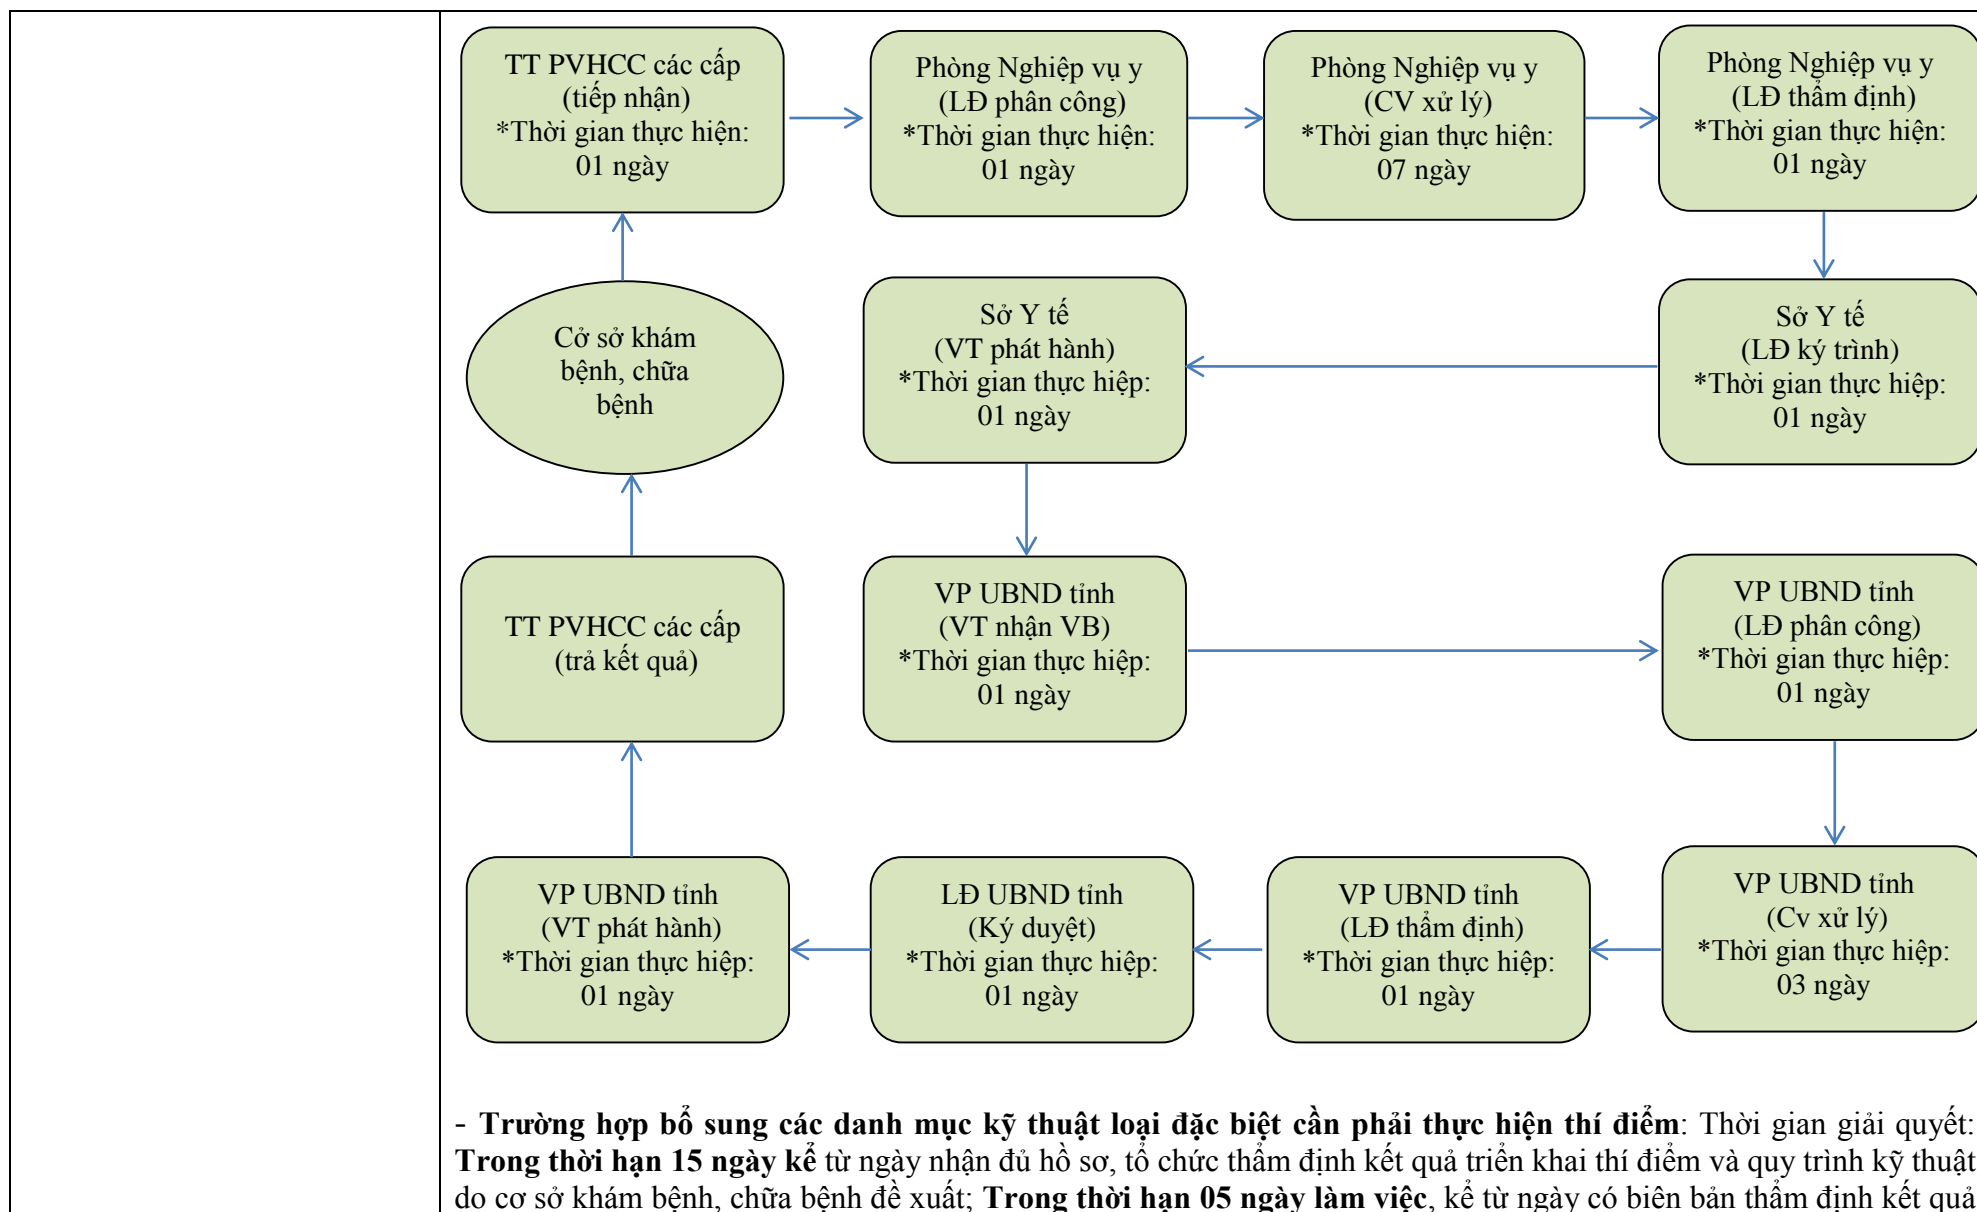 TT PVHCC các cấp
(tiếp nhận)
*Thời gian thực hiện:
01 ngày
Phòng Nghiệp vụ y
(LĐ phân công)
*Thời gian thực hiện:
01 ngày
Phòng Nghiệp vụ y
(CV xử lý)
*Thời gian thực hiện:
07 ngày
Phòng Nghiệp vụ y
(LĐ thẩm định)
*Thời gian thực hiện:
01 ngày
Cở sở khám
bệnh, chữa
bệnh
Sở Y tế
(VT phát hành)
*Thời gian thực hiệp:
01 ngày
Sở Y tế
(LĐ ký trình)
*Thời gian thực hiệp:
01 ngày
TT PVHCC các cấp
(trả kết quả)
VP UBND tỉnh
(VT nhận VB)
*Thời gian thực hiệp:
01 ngày
VP UBND tỉnh
(LĐ phân công)
*Thời gian thực hiệp:
01 ngày
VP UBND tỉnh
(VT phát hành)
*Thời gian thực hiệp:
01 ngày
LĐ UBND tỉnh
(Ký duyệt)
*Thời gian thực hiệp:
01 ngày
VP UBND tỉnh
(LĐ thẩm định)
*Thời gian thực hiệp:
01 ngày
VP UBND tỉnh
(Cv xử lý)
*Thời gian thực hiệp:
03 ngày
- Trường hợp bổ sung các danh mục kỹ thuật loại đặc biệt cần phải thực hiện thí điểm: Thời gian giải quyết:
Trong thời hạn 15 ngày kể từ ngày nhận đủ hồ sơ, tổ chức thẩm định kết quả triển khai thí điểm và quy trình kỹ thuật
do cơ sở khám bệnh, chữa bệnh đề xuất; Trong thời hạn 05 ngày làm việc, kể từ ngày có biên bản thẩm định kết quả